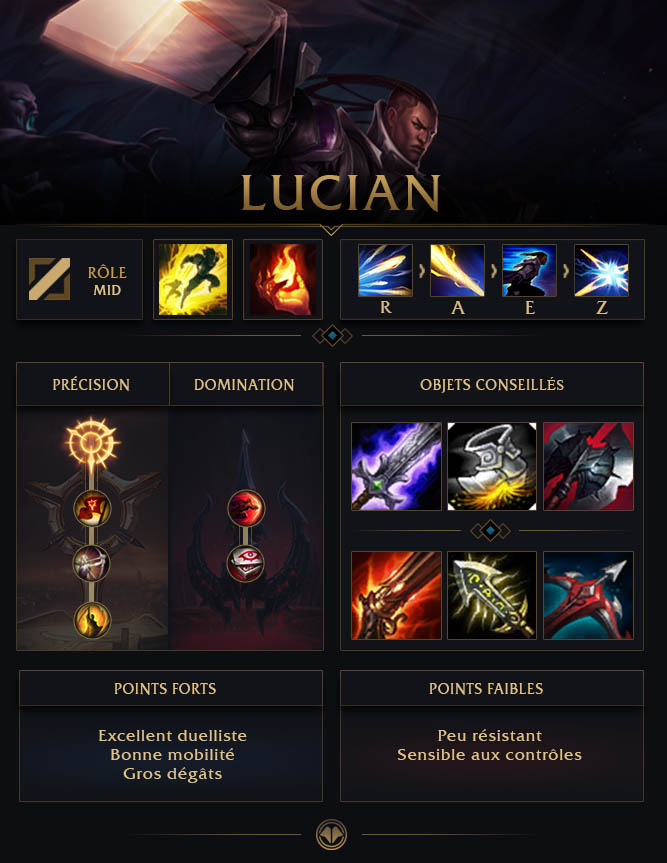 LUCIAN
RÔLE
MID
R
A
E
Z
PRÉCISION
DOMINATION
OBJETS CONSEILLÉS
POINTS FORTS
Excellent duelliste
Bonne mobilité
Gros dégâts
POINTS FAIBLES
Peu résistant
Sensible aux contrôles